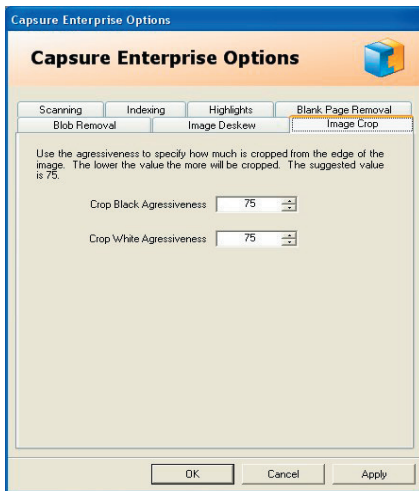 Capsure Enterprise Options
Capsure Enterprise Options
Scanning Indexing Highlights Blank Page Removal
Blob Removal Image Deskew Image Crop
Use the agressiveness to specify how much is cropped from the edge of the
image. The lower the value the more will be cropped. The suggested value
is 75.
Crop Black Agressiveness 75
Crop White Agressiveness 75
OK Cancel Apply